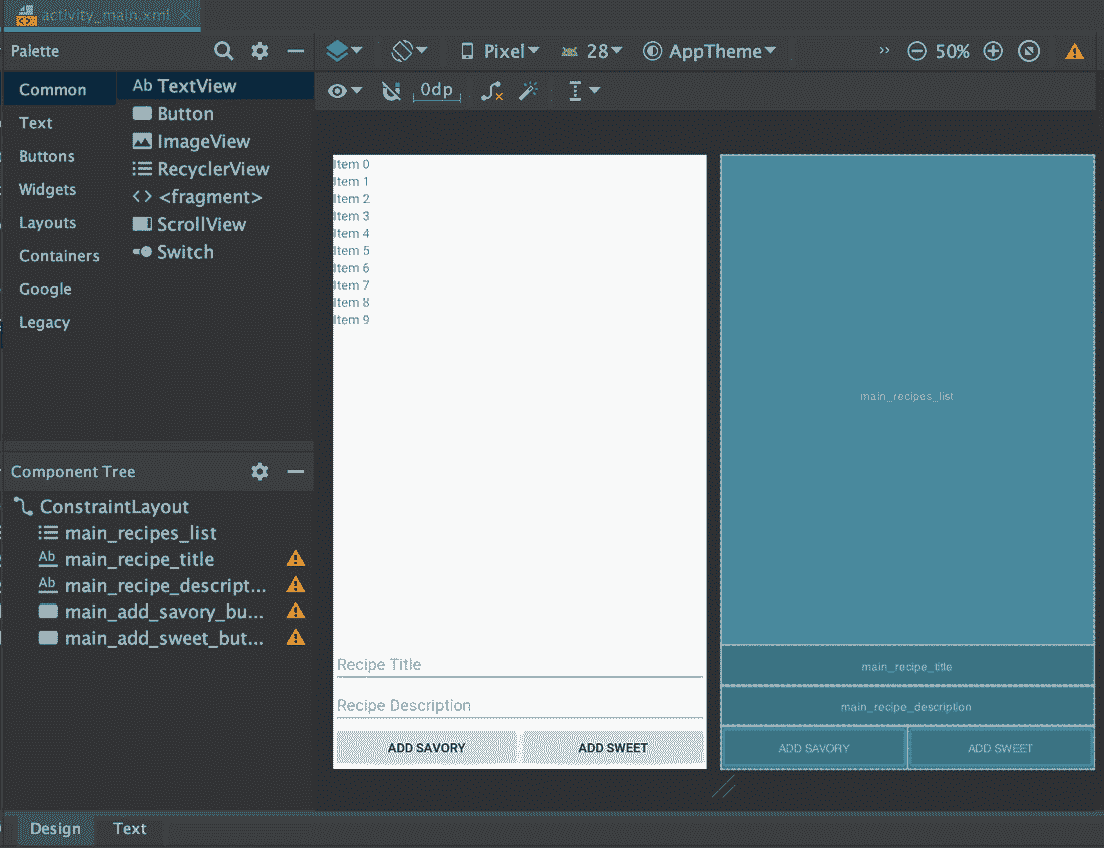 activity_main.xml
Palette
Pixel
28
AppTheme
50%
Common
Text
Buttons
Widgets
Layouts
Containers
Google
Legacy
Ab TextView
Button
ImageView
RecyclerView
<fragment>
ScrollView
Switch
0dp
Item 0
Item 1
Item 2
Item 3
Item 4
Item 5
Item 6
Item 7
Item 8
Item 9
Recipe Title
Recipe Description
ADD SAVORY
ADD SWEET
main_recipes_list
main_recipe_title
main_recipe_description
ADD SAVORY
ADD SWEET
Component Tree
ConstraintLayout
main_recipes_list
Ab main_recipe_title
Ab main_recipe_descript...
main_add_savory_bu...
main_add_sweet_but...
Design
Text